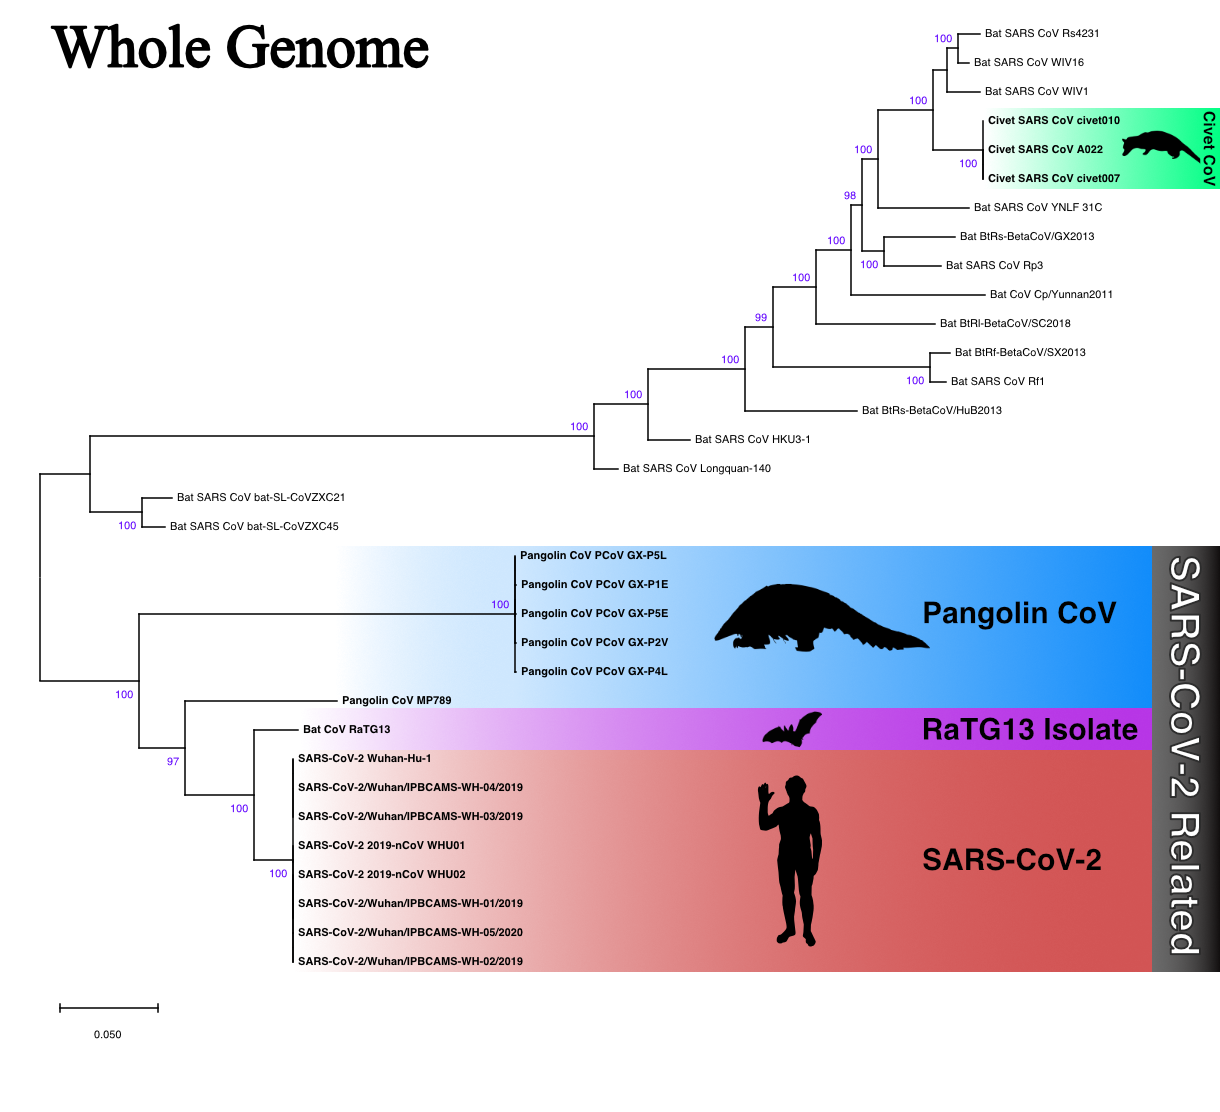 Whole Genome
100
Bat SARS CoV Rs4231
Bat SARS CoV WIV16
Bat SARS CoV WIV1
100
Civet SARS CoV civet010
Civet SARS CoV A022
100
Civet SARS CoV civet007
Civet CoV
100
98
Bat SARS CoV YNLF 31C
100
Bat BtRs-BetaCoV/GX2013
100
Bat SARS CoV Rp3
100
Bat CoV Cp/Yunnan2011
99
Bat BtRl-BetaCoV/SC2018
100
Bat BtRf-BetaCoV/SX2013
100
Bat SARS CoV Rf1
100
Bat BtRs-BetaCoV/HuB2013
100
Bat SARS CoV HKU3-1
Bat SARS CoV Longquan-140
Bat SARS CoV bat-SL-CoVZXC21
100
Bat SARS CoV bat-SL-CoVZXC45
Pangolin CoV PCoV GX-P5L
Pangolin CoV PCoV GX-P1E
100
Pangolin CoV PCoV GX-P5E
Pangolin CoV PCoV GX-P2V
Pangolin CoV PCoV GX-P4L
Pangolin CoV
100
Pangolin CoV MP789
Bat CoV RaTG13
RaTG13 Isolate
97
SARS-CoV-2 Wuhan-Hu-1
SARS-CoV-2/Wuhan/IPBCAMS-WH-04/2019
100
SARS-CoV-2/Wuhan/IPBCAMS-WH-03/2019
SARS-CoV-2 2019-nCoV WHU01
100
SARS-CoV-2 2019-nCoV WHU02
SARS-CoV-2/Wuhan/IPBCAMS-WH-01/2019
SARS-CoV-2/Wuhan/IPBCAMS-WH-05/2020
SARS-CoV-2/Wuhan/IPBCAMS-WH-02/2019
SARS-CoV-2
SARS-CoV-2 Related
0.050